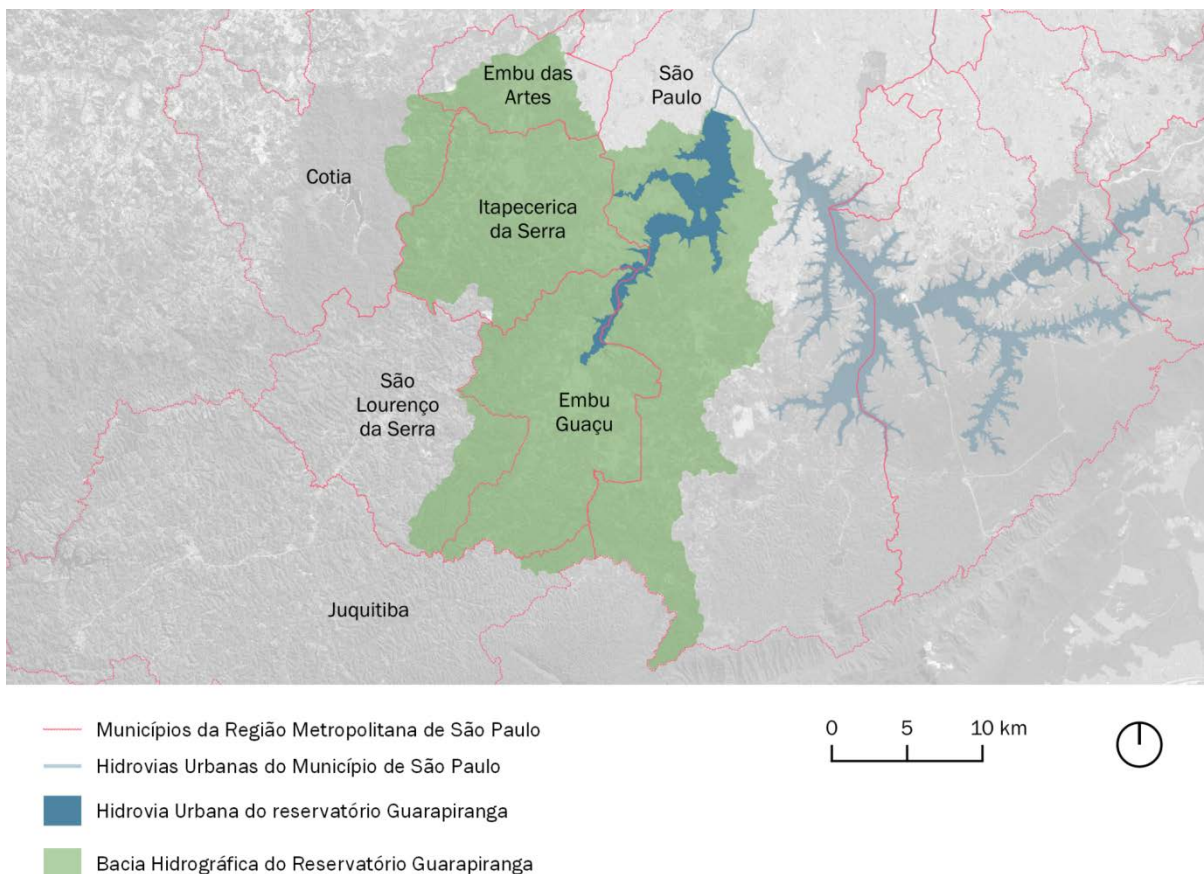 Embu das
Artes
São
Paulo
Cotia
Itapecerica
da Serra
São
Lourenço
da Serra
Embu
Guaçu
Juquitiba
Municípios da Região Metropolitana de São Paulo
Hidrovias Urbanas do Município de São Paulo
Hidrovia Urbana do reservatório Guarapiranga
Bacia Hidrográfica do Reservatório Guarapiranga
0 5 10 km